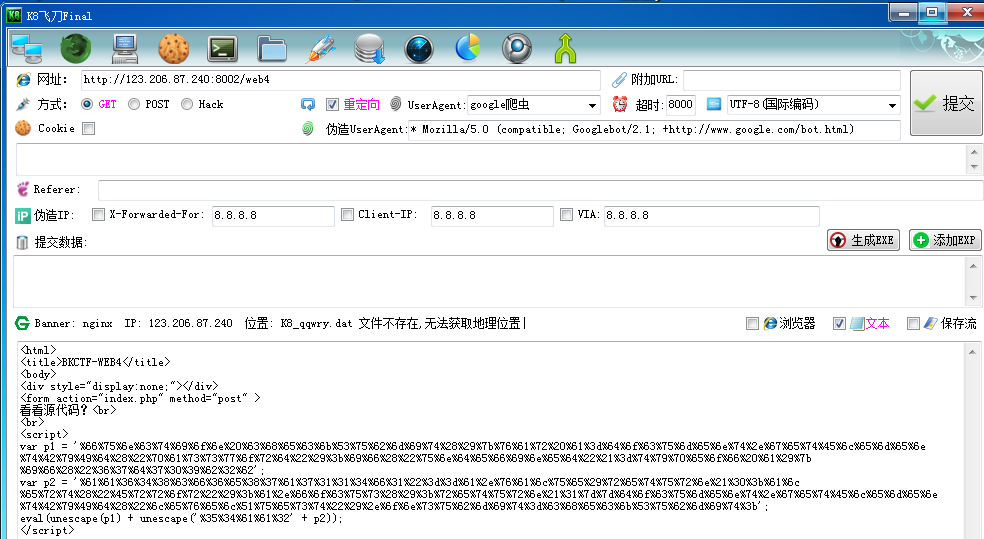 K8飞刀Final
网址: http://123.206.87.240:8002/web4 附加URL:
方式: GET POST Hack 重定向 UserAgent: google爬虫 超时: 8000 UTF-8(国际编码) 提交
Cookie 伪造UserAgent: * Mozilla/5.0 (compatible; Googlebot/2.1; +http://www.google.com/bot.html)
Referer:
iP 伪造IP: X-Forwarded-For: 8.8.8.8 Client-IP: 8.8.8.8 VIA: 8.8.8.8
提交数据: 生成EXE 添加EXP
Banner: nginx IP: 123.206.87.240 位置: K8_qqwry.dat 文件不存在,无法获取地理位置| 浏览器 文本 保存流
<html>
<title>BKCTF-WEB4</title>
<body>
<div style="display:none;"></div>
<form action="index.php" method="post" >
看看源代码？<br>
<br>
<script>
var p1 = '%66%75%6e%63%74%69%6f%6e%20%63%68%65%63%6b%53%75%62%6d%69%74%28%29%7b%76%61%72%20%61%3d%64%6f%63%75%6d%65%6e%74%2e%67%65%74%45%6c%65%6d%65%6e
%74%42%79%49%64%28%22%70%61%73%73%77%6f%72%64%22%29%3b%69%66%28%22%75%6e%64%65%66%69%6e%65%64%22%21%3d%74%79%70%65%6f%66%20%61%29%7b
%69%66%28%22%36%37%64%37%30%39%62%32%62';
var p2 = '%61%61%36%34%38%63%66%36%65%38%37%61%37%31%31%34%66%31%22%3d%3d%61%2e%76%61%6c%75%65%29%72%65%74%75%72%6e%21%30%3b%61%6c
%65%72%74%28%22%45%72%72%6f%72%22%29%3b%61%2e%66%6f%63%75%73%28%29%3b%72%65%74%75%72%6e%21%31%7d%7d%64%6f%63%75%6d%65%6e%74%2e%67%65%74%45%6c%65%6d%65%6e
%74%42%79%49%64%28%22%6c%65%76%65%6c%51%75%65%73%74%22%29%2e%6f%6e%73%75%62%6d%69%74%3d%63%68%65%63%6b%53%75%62%6d%69%74%3b';
eval(unescape(p1) + unescape('%35%34%61%61%32' + p2));
</script>